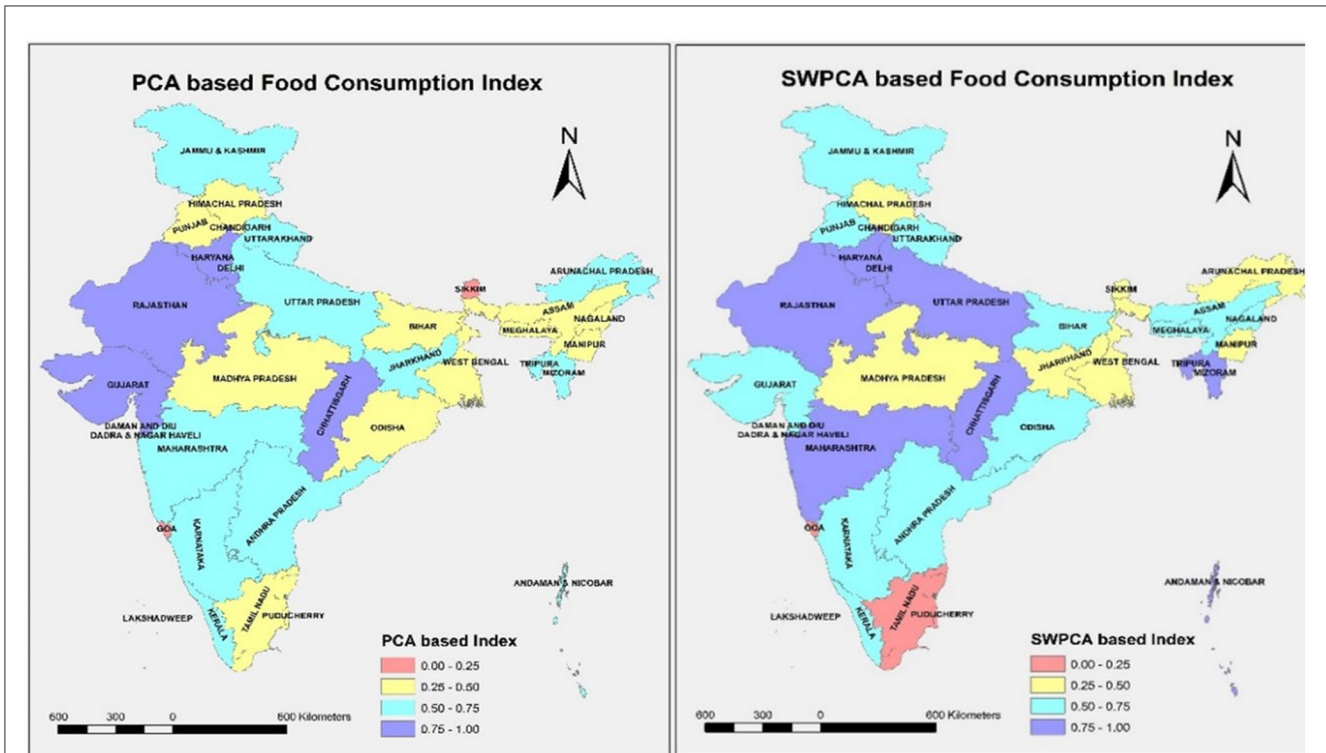 PCA based Food Consumption Index
N
JAMMU & KASHMIR
HIMACHAL PRADESH
PUNJAB
CHANDIGARH
UTTARAKHAND
HARYANA
DELHI
ARUNACHAL PRADESH
SIKKIM
RAJASTHAN
UTTAR PRADESH
ASSAM
NAGALAND
BIHAR
MEGHALAYA
MANIPUR
JHARKHAND
WEST BENGAL
TRIPURA
MIZORAM
GUJARAT
MADHYA PRADESH
CHHATTISGARH
ODISHA
DAMAN AND DIU
DADRA & NAGAR HAVELI
MAHARASHTRA
GOA
KARNATAKA
ANDHRA PRADESH
ANDAMAN & NICOBAR
LAKSHADWEEP
KERALA
TAMIL NADU
PUDUCHERRY
PCA based Index
0.00 - 0.25
0.25 - 0.50
0.50 - 0.75
0.75 - 1.00
600 300 0 600 Kilometers
SWPCA based Food Consumption Index
N
JAMMU & KASHMIR
HIMACHAL PRADESH
PUNJAB
CHANDIGARH
UTTARAKHAND
HARYANA
DELHI
ARUNACHAL PRADESH
SIKKIM
RAJASTHAN
UTTAR PRADESH
ASSAM
NAGALAND
BIHAR
MEGHALAYA
MANIPUR
JHARKHAND
WEST BENGAL
TRIPURA
MIZORAM
GUJARAT
MADHYA PRADESH
CHHATTISGARH
ODISHA
DAMAN AND DIU
DADRA & NAGAR HAVELI
MAHARASHTRA
GOA
KARNATAKA
ANDHRA PRADESH
ANDAMAN & NICOBAR
LAKSHADWEEP
KERALA
TAMIL NADU
PUDUCHERRY
SWPCA based Index
0.00 - 0.25
0.25 - 0.50
0.50 - 0.75
0.75 - 1.00
600 300 0 600 Kilometers